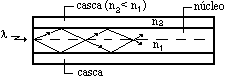 casca (n₂< n₁)
núcleo
n₂
λ
n₁
casca